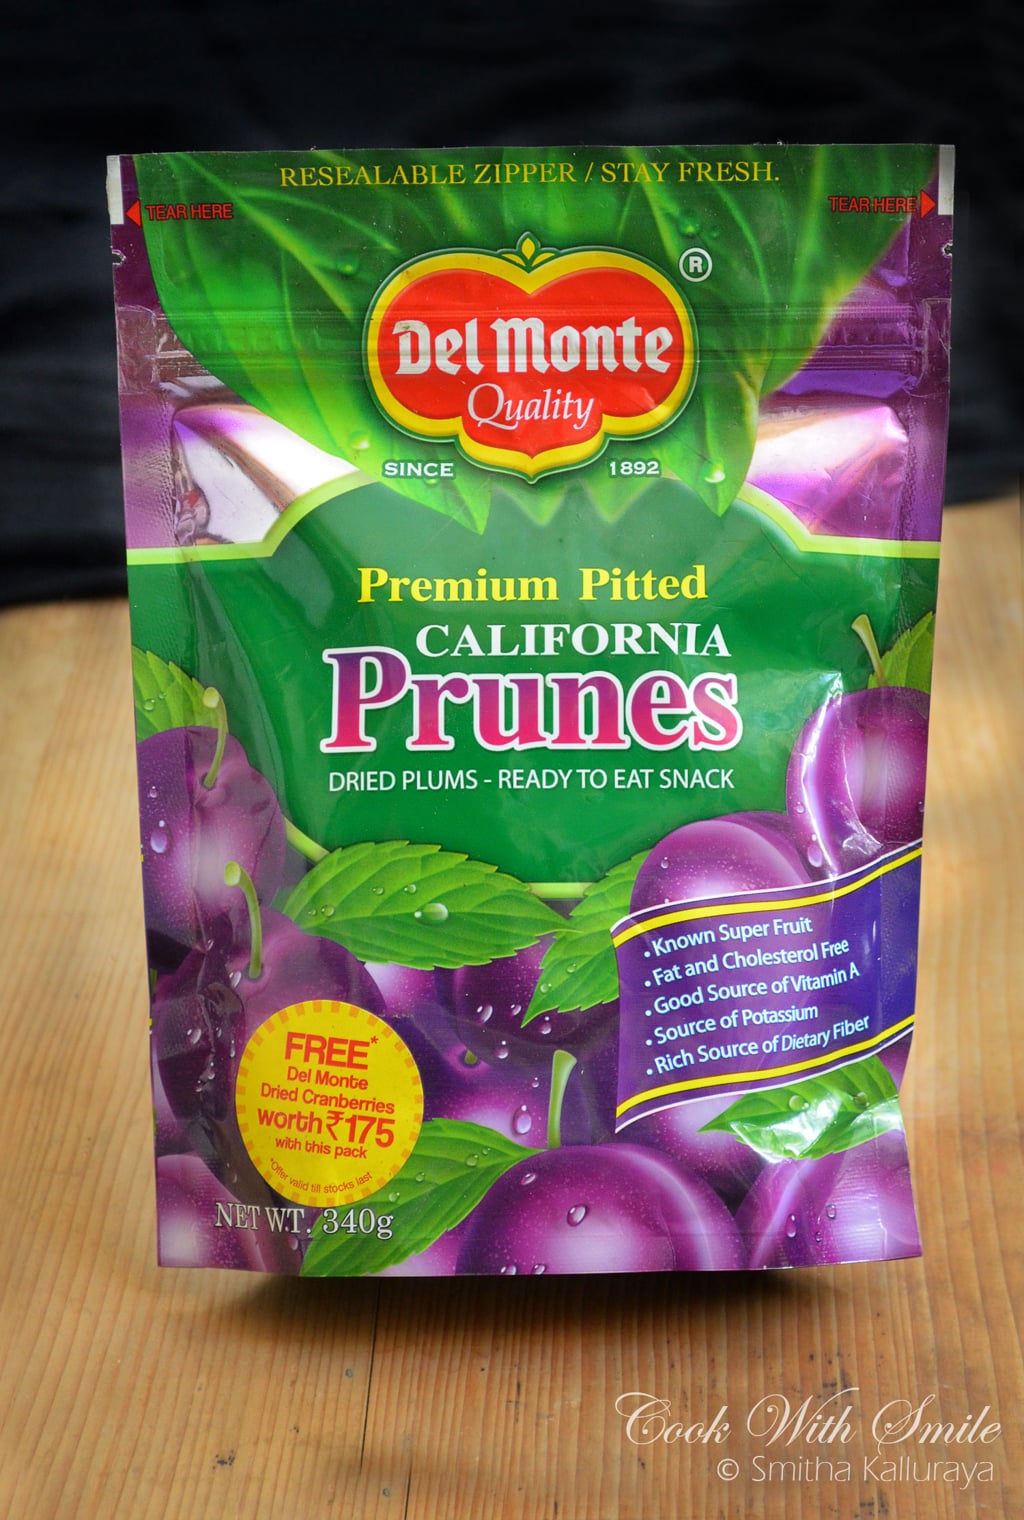 RESEALABLE ZIPPER / STAY FRESH.
TEAR HERE
TEAR HERE
®
Del Monte
Quality
SINCE 1892
Premium Pitted
CALIFORNIA
Prunes
DRIED PLUMS - READY TO EAT SNACK
• Known Super Fruit
• Fat and Cholesterol Free
• Good Source of Vitamin A
• Source of Potassium
• Rich Source of Dietary Fiber
FREE*
Del Monte
Dried Cranberries
worth ₹175
with this pack
*Offer valid till stocks last
NET WT. 340g
Cook With Smile
© Smitha Kalluraya